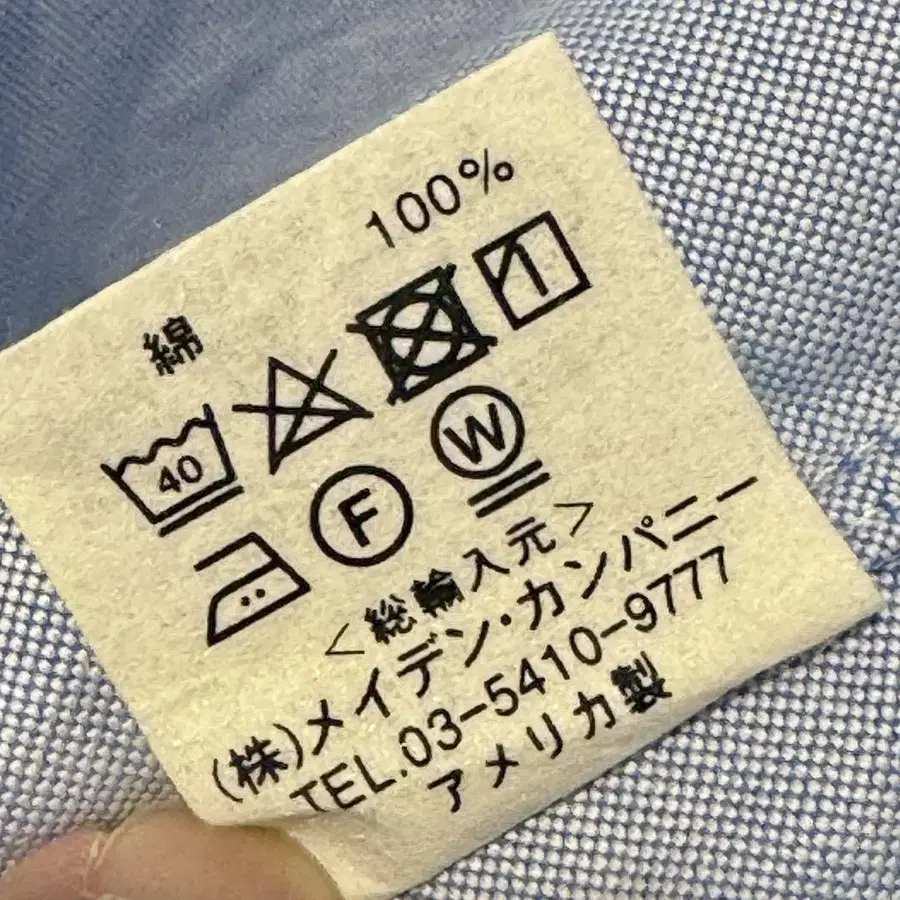 綿 100%
40
F W
<総輸入元>
(株)メイデン・カンパニー
TEL.03-5410-9777
アメリカ製